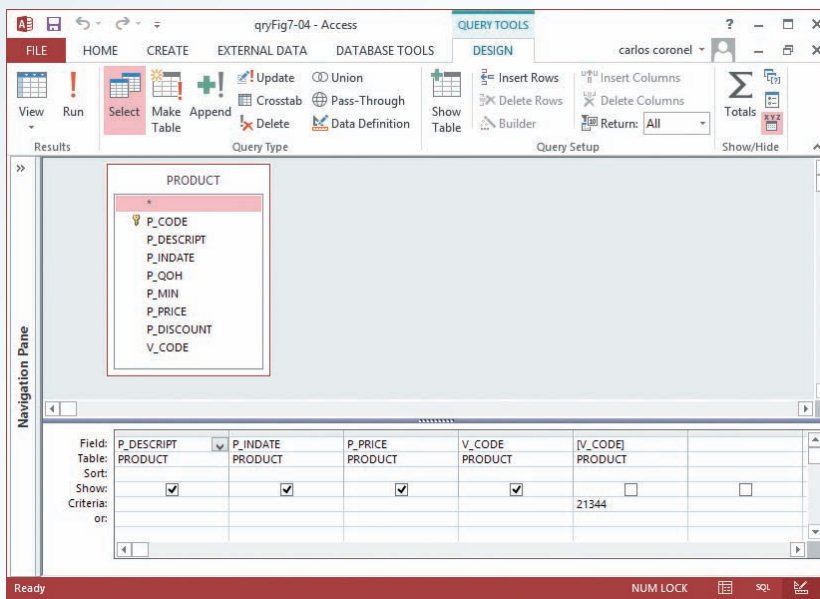 qryFig7-04 - Access
QUERY TOOLS
?
FILE
HOME
CREATE
EXTERNAL DATA
DATABASE TOOLS
DESIGN
carlos coronel
View
Run
Select
Make Table
Append
Update
Crosstab
Delete
Union
Pass-Through
Data Definition
Show Table
Insert Rows
Delete Rows
Builder
Insert Columns
Delete Columns
Return: All
Totals
XYZ
Results
Query Type
Query Setup
Show/Hide
Navigation Pane
PRODUCT
*
P_CODE
P_DESCRIPT
P_INDATE
P_QOH
P_MIN
P_PRICE
P_DISCOUNT
V_CODE
Field: P_DESCRIPT P_INDATE P_PRICE V_CODE [V_CODE]
Table: PRODUCT PRODUCT PRODUCT PRODUCT PRODUCT
Sort:
Show:
Criteria: 21344
or:
Ready
NUM LOCK
SQL